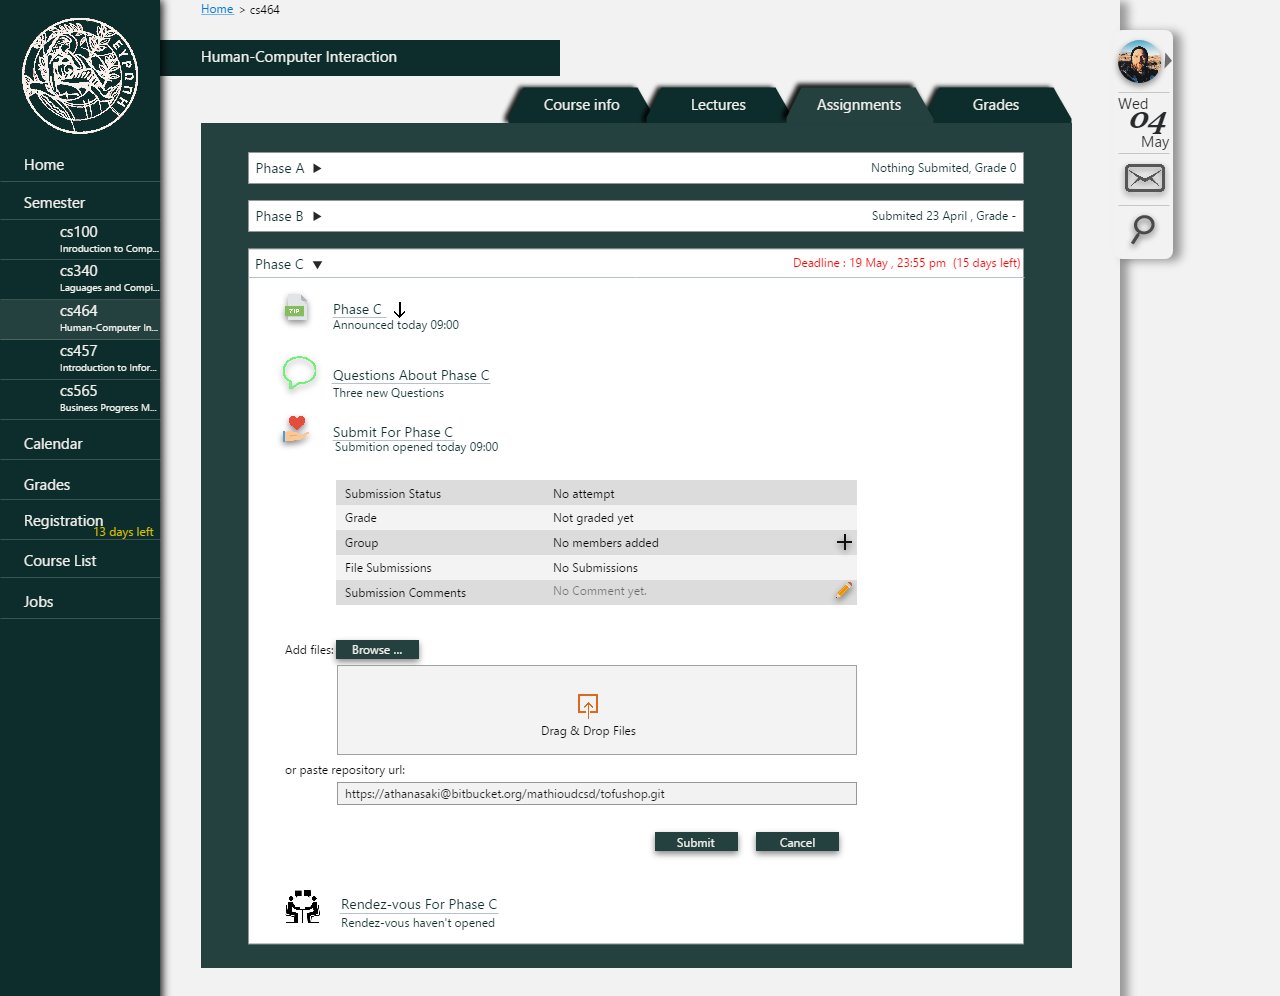 ΕΥΡΩΠΗ
Home
Semester
cs100
Inroduction to Comp...
cs340
Laguages and Compi...
cs464
Human-Computer In...
cs457
Introduction to Infor...
cs565
Business Progress M...
Calendar
Grades
Registration
13 days left
Course List
Jobs
Home > cs464
Human-Computer Interaction
Course info
Lectures
Assignments
Grades
Phase A
Nothing Submited, Grade 0
Phase B
Submited 23 April , Grade -
Phase C
Deadline : 19 May , 23:55 pm (15 days left)
ZIP
Phase C
Announced today 09:00
Questions About Phase C
Three new Questions
Submit For Phase C
Submition opened today 09:00
Submission Status No attempt
Grade Not graded yet
Group No members added
File Submissions No Submissions
Submission Comments No Comment yet.
Add files: Browse ...
Drag & Drop Files
or paste repository url:
https://athanasaki@bitbucket.org/mathioudcsd/tofushop.git
Submit
Cancel
Rendez-vous For Phase C
Rendez-vous haven't opened
Wed
04
May